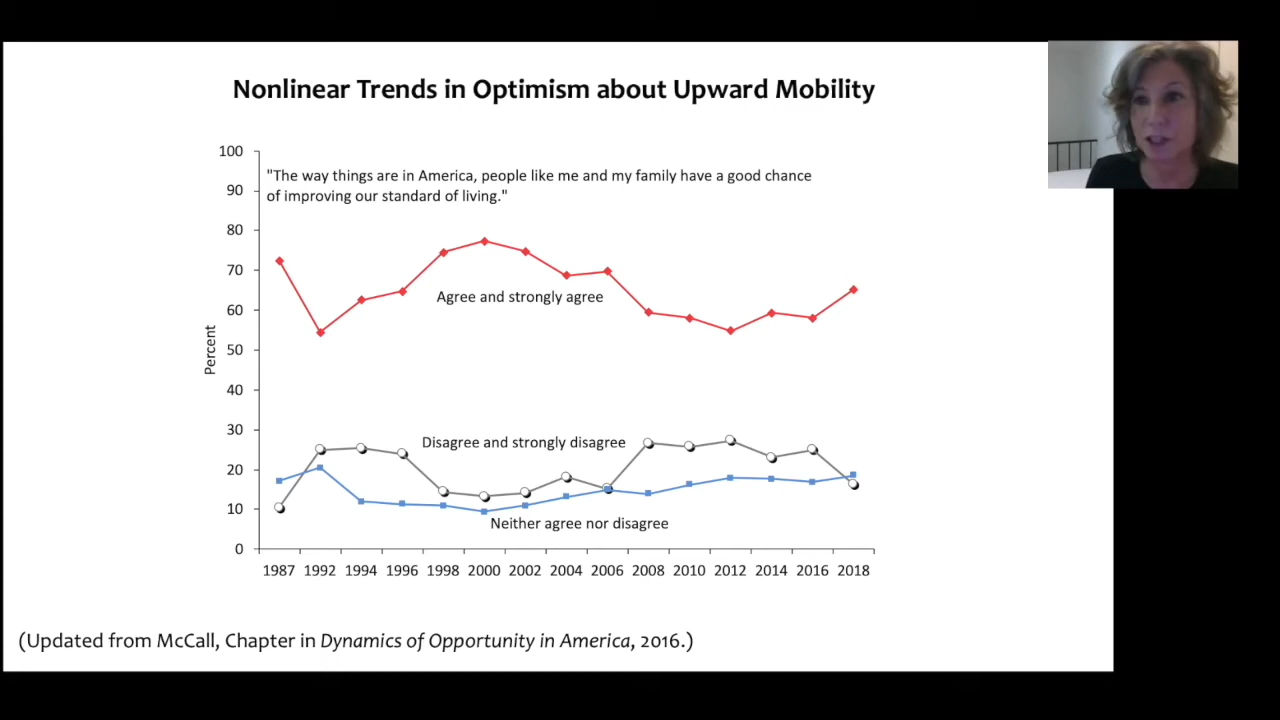 Nonlinear Trends in Optimism about Upward Mobility
100
"The way things are in America, people like me and my family have a good chance
90
of improving our standard of living."
80
70
Agree and strongly agree
60
Percent
50
40
30
Disagree and strongly disagree
20
10
Neither agree nor disagree
0
1987 1992 1994 1996 1998 2000 2002 2004 2006 2008 2010 2012 2014 2016 2018
(Updated from McCall, Chapter in Dynamics of Opportunity in America, 2016.)